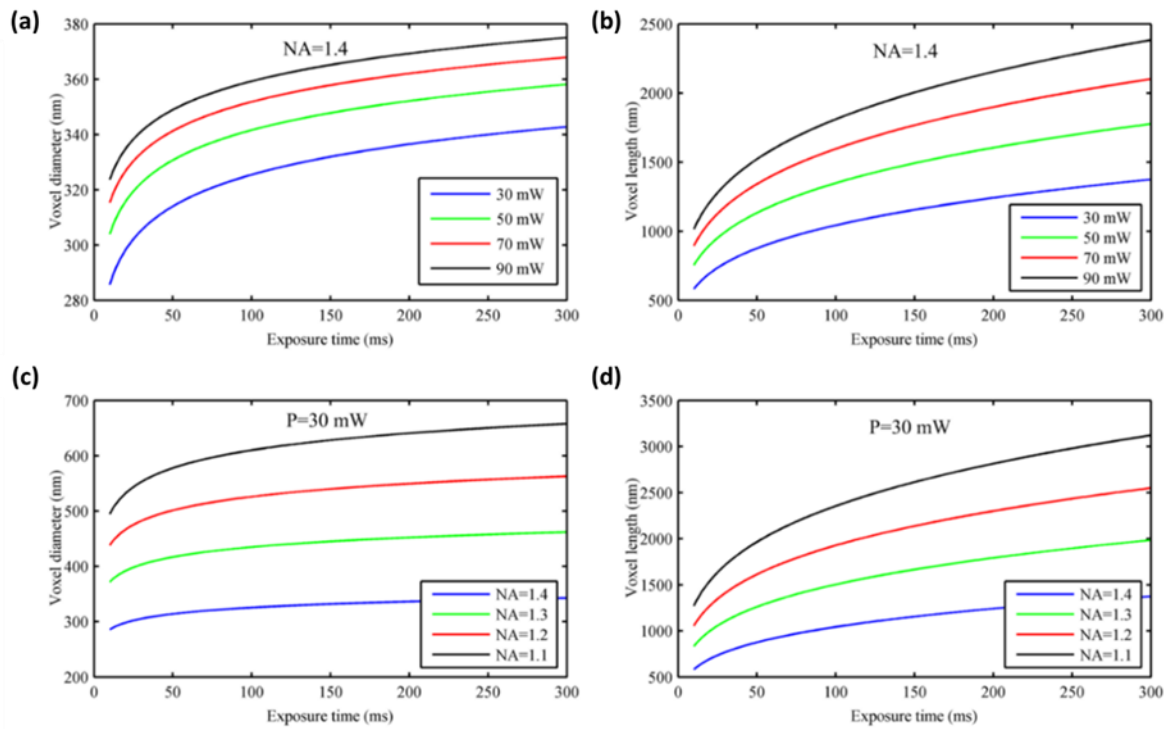 (a)
NA=1.4
380
360
340
320
300
280
Voxel diameter (nm)
30 mW
50 mW
70 mW
90 mW
0 50 100 150 200 250 300
Exposure time (ms)
(b)
NA=1.4
2500
2000
1500
1000
500
Voxel length (nm)
30 mW
50 mW
70 mW
90 mW
0 50 100 150 200 250 300
Exposure time (ms)
(c)
P=30 mW
700
600
500
400
300
200
Voxel diameter (nm)
NA=1.4
NA=1.3
NA=1.2
NA=1.1
0 50 100 150 200 250 300
Exposure time (ms)
(d)
P=30 mW
3500
3000
2500
2000
1500
1000
500
Voxel length (nm)
NA=1.4
NA=1.3
NA=1.2
NA=1.1
0 50 100 150 200 250 300
Exposure time (ms)